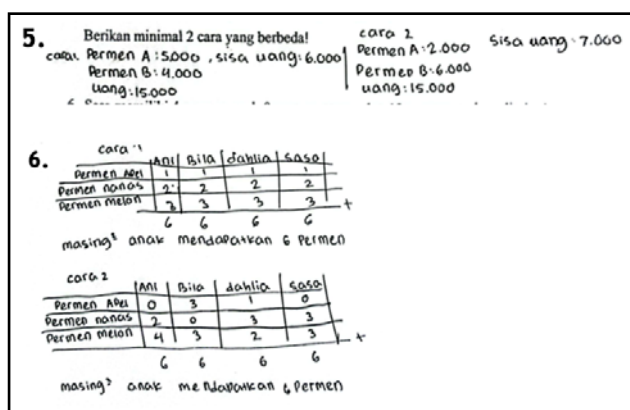 5. Berikan minimal 2 cara yang berbeda!
cara1 Permen A : 5.000 , sisa uang : 6.000
Permen B : 4.000
uang : 15.000
cara 2
Permen A : 2.000 sisa uang : 7.000
Permen B : 6.000
uang : 15.000
6. cara 1
Ani Bila dahlia sasa
Permen Apel 1 1 1 1
Permen nanas 2 2 2 2
Permen melon 3 3 3 3 +
6 6 6 6
masing² anak mendapatkan 6 Permen
cara 2
Ani Bila dahlia sasa
Permen Apel 0 3 1 0
Permen nanas 2 0 3 3
Permen melon 4 3 2 3 +
6 6 6 6
masing² anak mendapatkan 6 Permen